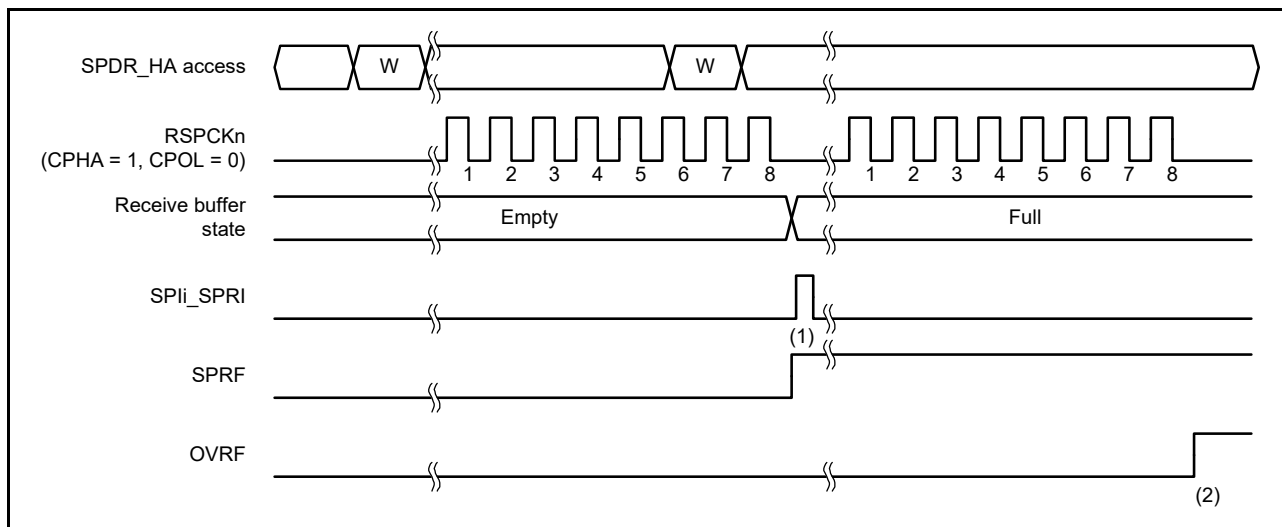 SPDR_HA access
W
W
RSPCKn
(CPHA = 1, CPOL = 0)
1 2 3 4 5 6 7 8
1 2 3 4 5 6 7 8
Receive buffer
state
Empty
Full
SPIi_SPRI
(1)
SPRF
OVRF
(2)